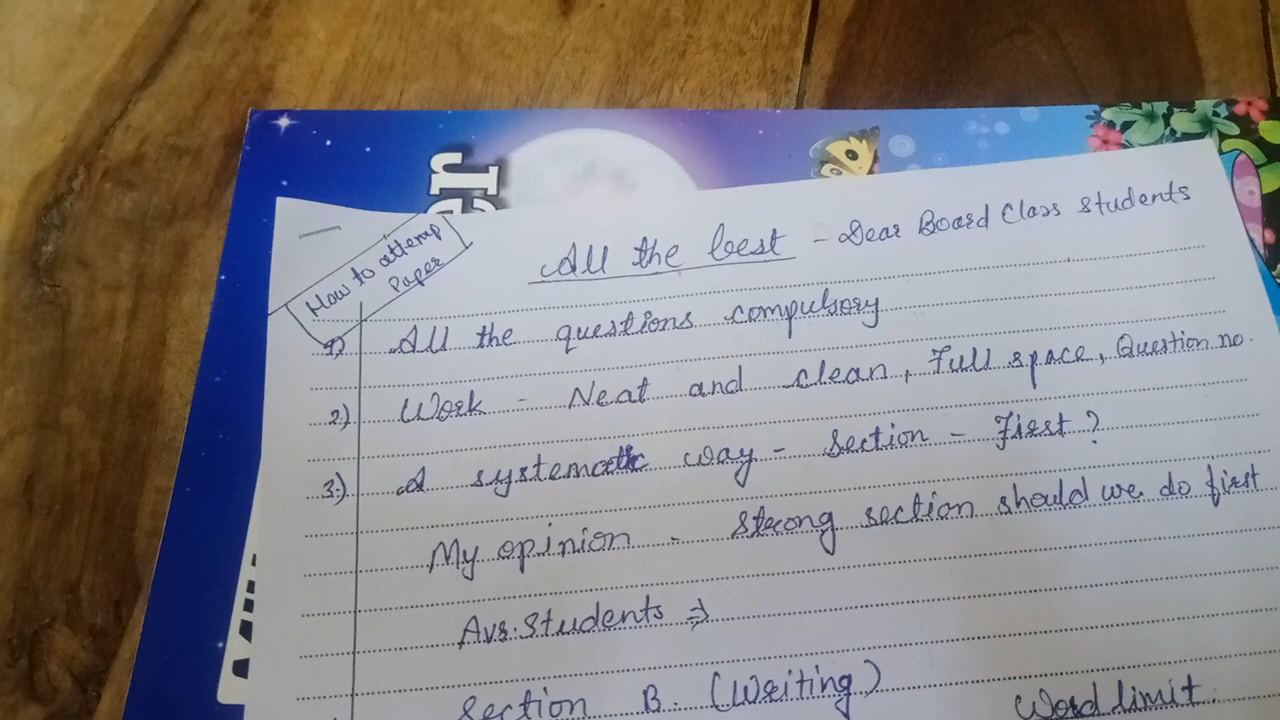 er
How to attemp
Paper
All the best - Dear Board Class students
1) All the questions compulsory
2.) Work - Neat and clean, Full space, Question no.
3.) A systematic way - Section - First?
My opinion - Strong section should we do first
Avg. Students ⇒
Section B. (Writing) Word limit.